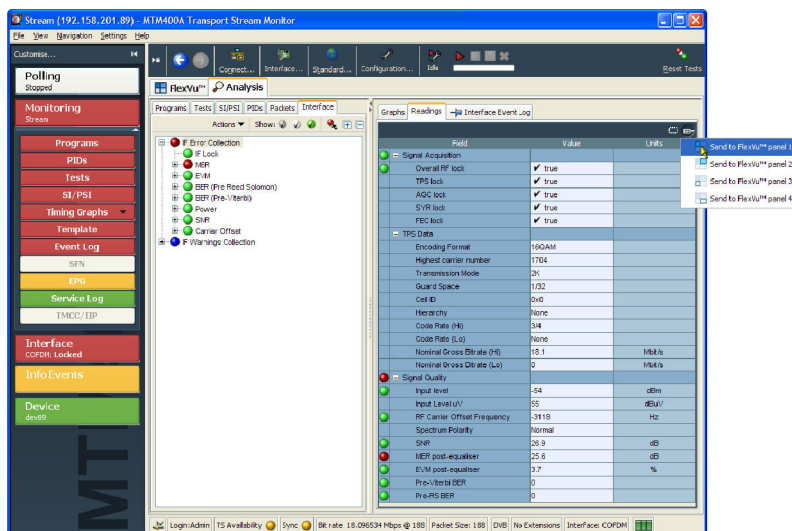 Stream (192.158.201.89) - MTM400A Transport Stream Monitor
File View Navigation Settings Help
Customise...
Polling
Stopped
Monitoring
Stream
Programs
PIDs
Tests
SI/PSI
Timing Graphs
Template
Event Log
SFN
EPG
Service Log
TMCC/IIP
Interface
COFDM: Locked
InfoEvents
Device
dev89
MT
Connect...
Interface...
Standard...
Configuration...
Idle
Reset Tests
FlexVu™
Analysis
Programs Tests SI/PSI PIDs Packets Interface
Actions Show:
IF Error Collection
IF Lock
MER
EVM
BER (Pre Reed Solomon)
BER (Pre-Viterbi)
Power
SNR
Carrier Offset
IF Warnings Collection
Graphs Readings Interface Event Log
Field Value Units
Signal Acquisition
Overall RF lock true
TPS lock true
AGC lock true
SYR lock true
FEC lock true
TPS Data
Encoding Format 16QAM
Highest carrier number 1704
Transmission Mode 2K
Guard Space 1/32
Cell ID 0x0
Hierarchy None
Code Rate (Hi) 3/4
Code Rate (Lo) None
Nominal Gross Bitrate (Hi) 18.1 Mbit/s
Nominal Gross Bitrate (Lo) 0 Mbit/s
Signal Quality
Input level -54 dBm
Input Level uV 55 dBuV
RF Carrier Offset Frequency -3118 Hz
Spectrum Polarity Normal
SNR 26.9 dB
MER post-equaliser 25.6 dB
EVM post-equaliser 3.7 %
Pre-Viterbi BER 0
Pre-RS BER 0
Send to FlexVu™ panel 1
Send to FlexVu™ panel 2
Send to FlexVu™ panel 3
Send to FlexVu™ panel 4
Login:Admin TS Availability Sync Bit rate 18.096534 Mbps @ 188 Packet Size: 188 DVB No Extensions Interface: COFDM